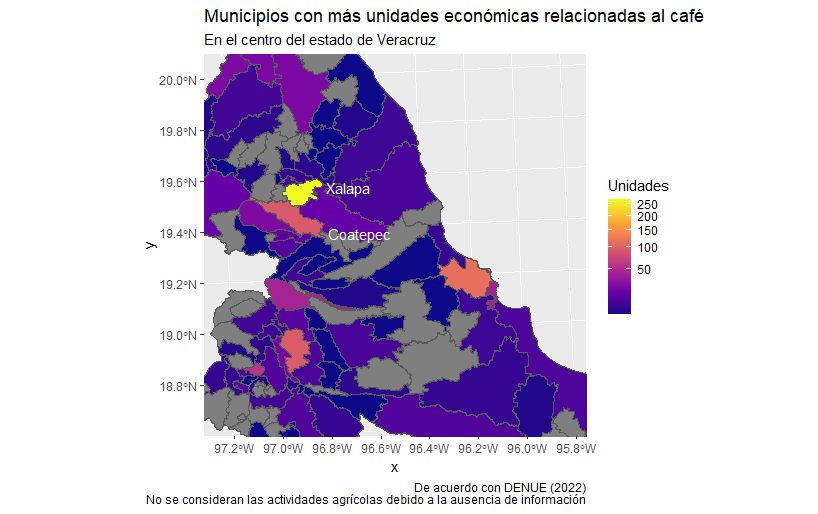 Municipios con más unidades económicas relacionadas al café
En el centro del estado de Veracruz
20.0°N
19.8°N
19.6°N
19.4°N
19.2°N
19.0°N
18.8°N
y
Xalapa
Coatepec
Unidades
250
200
150
100
50
97.2°W 97.0°W 96.8°W 96.6°W 96.4°W 96.2°W 96.0°W 95.8°W
x
De acuerdo con DENUE (2022)
No se consideran las actividades agrícolas debido a la ausencia de información